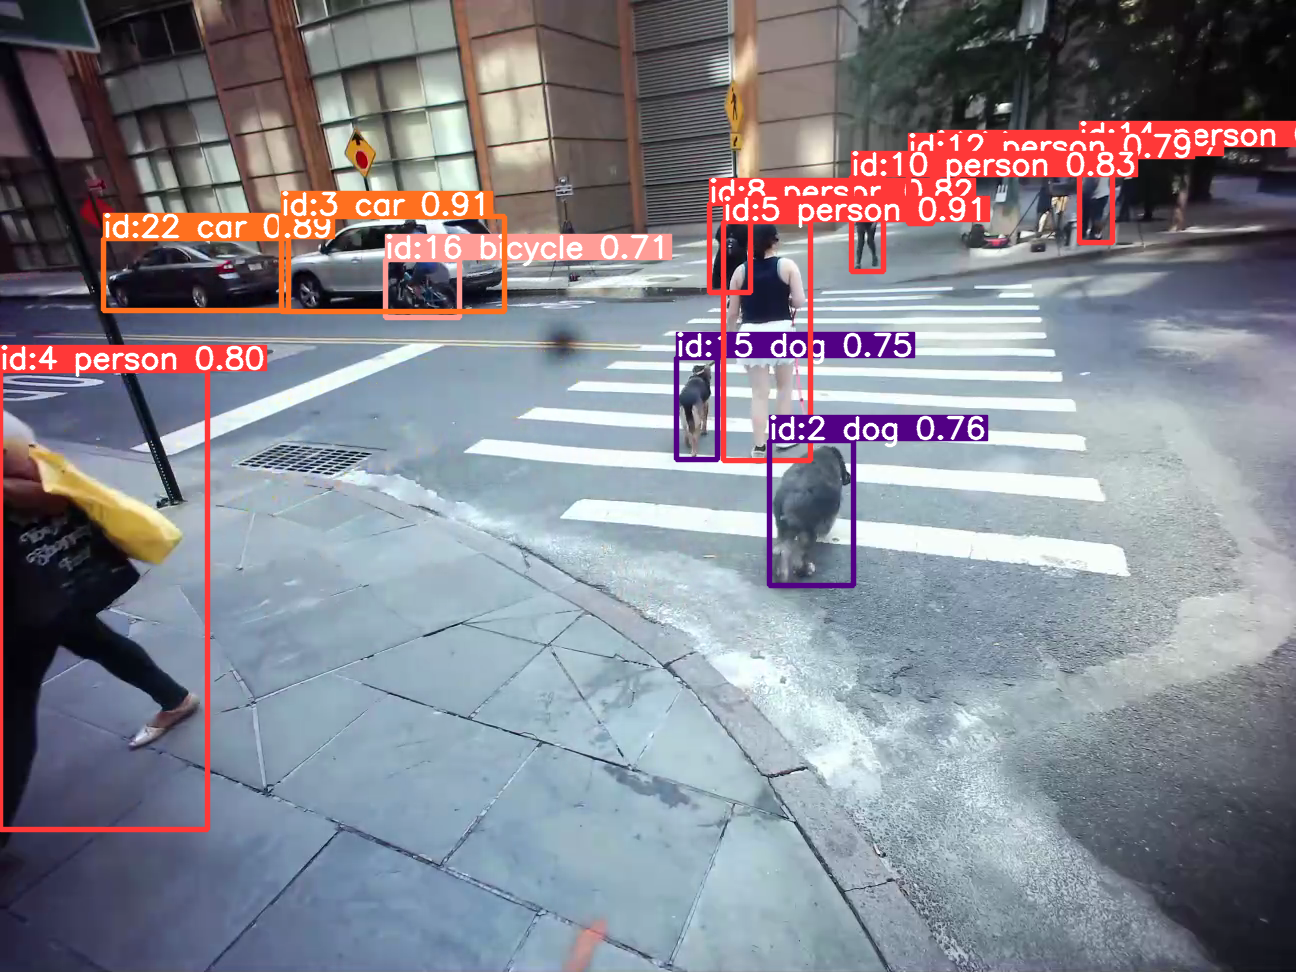 id:12 person 0.79
id:14 person
id:10 person 0.83
id:8 person 0.82
id:3 car 0.91
id:5 person 0.91
id:22 car 0.89
id:16 bicycle 0.71
id:15 dog 0.75
id:4 person 0.80
id:2 dog 0.76